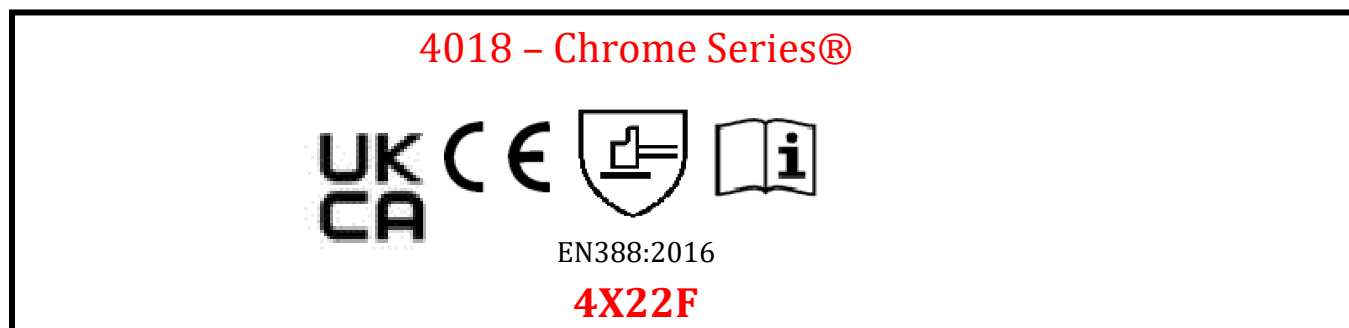 4018 – Chrome Series®
UK CE i
CA
EN388:2016
4X22F